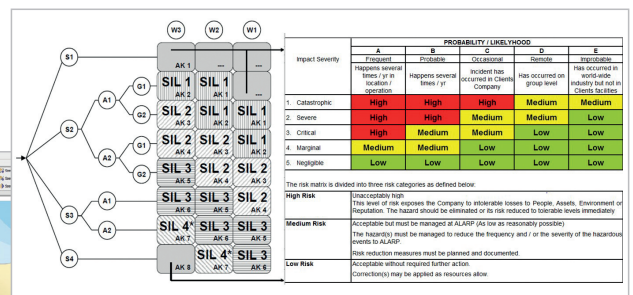 W3 W2 W1
S1
AK 1 --- ---
S2
A1
G1
SIL 1 SIL 1
AK 2 AK 1 ---
G2
SIL 2 SIL 1 SIL 1
AK 3 AK 2 AK 1
A2
G1
SIL 2 SIL 2 SIL 1
AK 4 AK 3 AK 2
G2
SIL 3 SIL 2 SIL 2
AK 5 AK 4 AK 3
S3
A1
SIL 3 SIL 3 SIL 2
AK 6 AK 5 AK 4
A2
SIL 4* SIL 3 SIL 3
AK 7 AK 6 AK 5
S4
SIL 4* SIL 3
AK 8 AK 7 AK 6
PROBABILITY / LIKELYHOOD
Impact Severity
A B C D E
Frequent Probable Occasional Remote Improbable
Happens several times / yr in location / operation
Happens several times / yr
Incident has occurred in Clients Company
Has occurred on group level
Has occurred in world-wide industry but not in Clients facilities
1. Catastrophic High High High Medium Medium
2. Severe High High Medium Medium Low
3. Critical High Medium Medium Low Low
4. Marginal Medium Medium Low Low Low
5. Negligible Low Low Low Low Low
The risk matrix is divided into three risk categories as defined below:
High Risk
Unacceptably high
This level of risk exposes the Company to intolerable losses to People, Assets, Environment or
Reputation. The hazard should be eliminated or its risk reduced to tolerable levels immediately
Medium Risk
Acceptable but must be managed at ALARP (As low as reasonably possible)
The hazard(s) must be managed to reduce the frequency and / or the severity of the hazardous
events to ALARP.
Risk reduction measures must be planned and documented.
Low Risk
Acceptable without required further action.
Correction(s) may be applied as resources allow.